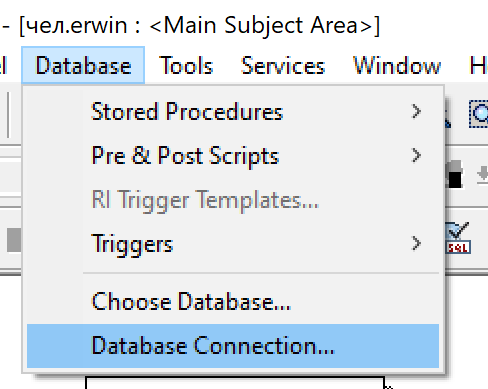 - [чел.erwin : <Main Subject Area>]
Database Tools Services Window
Stored Procedures
Pre & Post Scripts
RI Trigger Templates...
Triggers
SQL
Choose Database...
Database Connection...